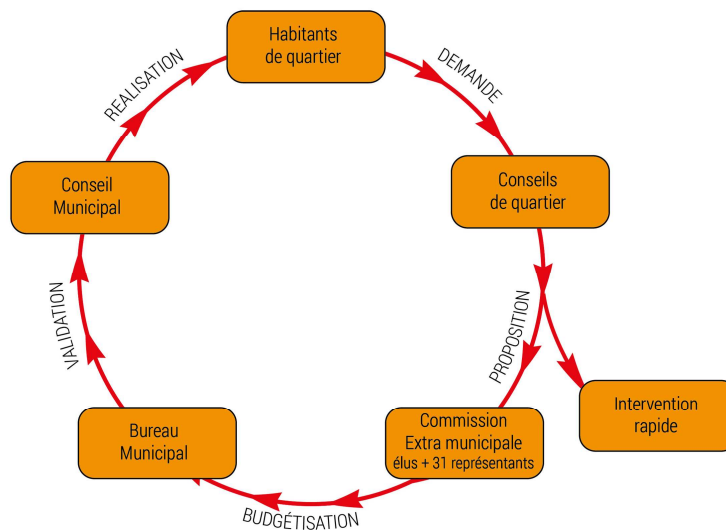 Habitants
de quartier
DEMANDE
Conseils
de quartier
PROPOSITION
Intervention
rapide
Commission
Extra municipale
élus + 31 représentants
BUDGÉTISATION
Bureau
Municipal
VALIDATION
Conseil
Municipal
REALISATION